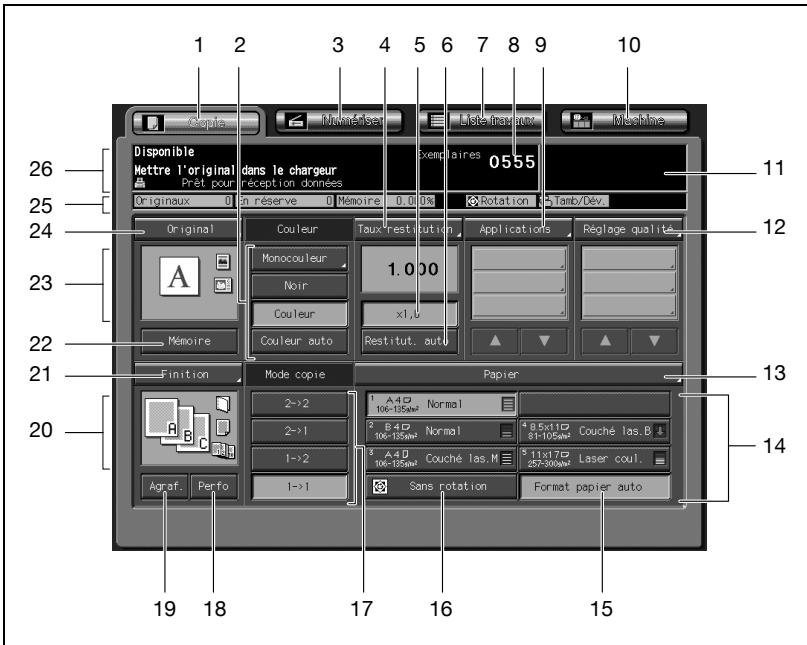 1 2 3 4 5 6 7 8 9 10
Copie Numériser Liste travaux Machine
Disponible Exemplaires 0555
Mettre l'original dans le chargeur
Prêt pour réception données
26 11
25
Originaux 0 En réserve 0 Mémoire 0.000% Rotation Tamb/Dév.
24 Original Couleur Taux restitution Applications Réglage qualité 12
23 A Monocouleur 1.000
Noir
Couleur x1,0
22 Mémoire Couleur auto Restitut. auto
21 Finition Mode copie Papier 13
20 A B C 14
2->2 1 A4 106-135g/m² Normal
2->1 2 B4 106-135g/m² Normal 4 8.5x11 81-105g/m² Couché las.B
1->2 3 A4 106-135g/m² Couché las.M 5 11x17 257-300g/m² Laser coul.
Agraf. Perfo 1->1 Sans rotation Format papier auto
19 18 17 16 15